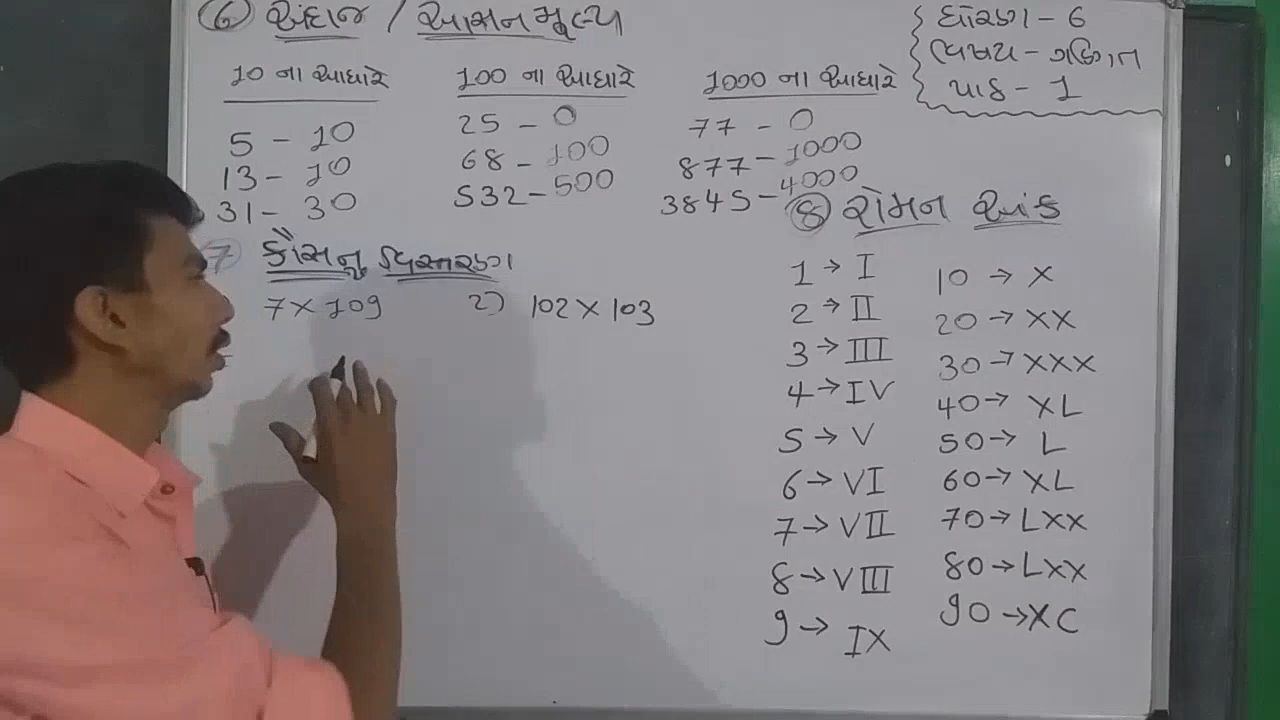 6 અંદાજ / આસન્ન મૂલ્ય
ધોરણ - 6
વિષય - ગણિત
પાઠ - 1
10 ના આધારે
5 - 10
13 - 10
31 - 30
100 ના આધારે
25 - 0
68 - 100
532 - 500
1000 ના આધારે
77 - 0
877 - 1000
3845 - 4000
7 કૌંસનુ વિસ્તરણ
7 × 109
2) 102 × 103
8 રોમન અંક
1 → I
2 → II
3 → III
4 → IV
5 → V
6 → VI
7 → VII
8 → VIII
9 → IX
10 → X
20 → XX
30 → XXX
40 → XL
50 → L
60 → XL
70 → LXX
80 → LXX
90 → XC